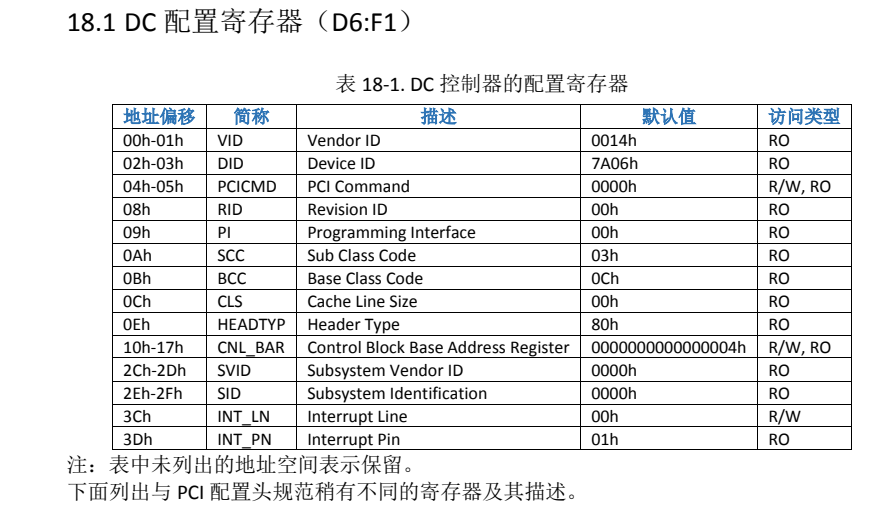 18.1 DC 配置寄存器（D6:F1）
表 18-1. DC 控制器的配置寄存器
地址偏移 简称 描述 默认值 访问类型
00h-01h VID Vendor ID 0014h RO
02h-03h DID Device ID 7A06h RO
04h-05h PCICMD PCI Command 0000h R/W, RO
08h RID Revision ID 00h RO
09h PI Programming Interface 00h RO
0Ah SCC Sub Class Code 03h RO
0Bh BCC Base Class Code 0Ch RO
0Ch CLS Cache Line Size 00h RO
0Eh HEADTYP Header Type 80h RO
10h-17h CNL_BAR Control Block Base Address Register 0000000000000004h R/W, RO
2Ch-2Dh SVID Subsystem Vendor ID 0000h RO
2Eh-2Fh SID Subsystem Identification 0000h RO
3Ch INT_LN Interrupt Line 00h R/W
3Dh INT_PN Interrupt Pin 01h RO
注：表中未列出的地址空间表示保留。
下面列出与 PCI 配置头规范稍有不同的寄存器及其描述。